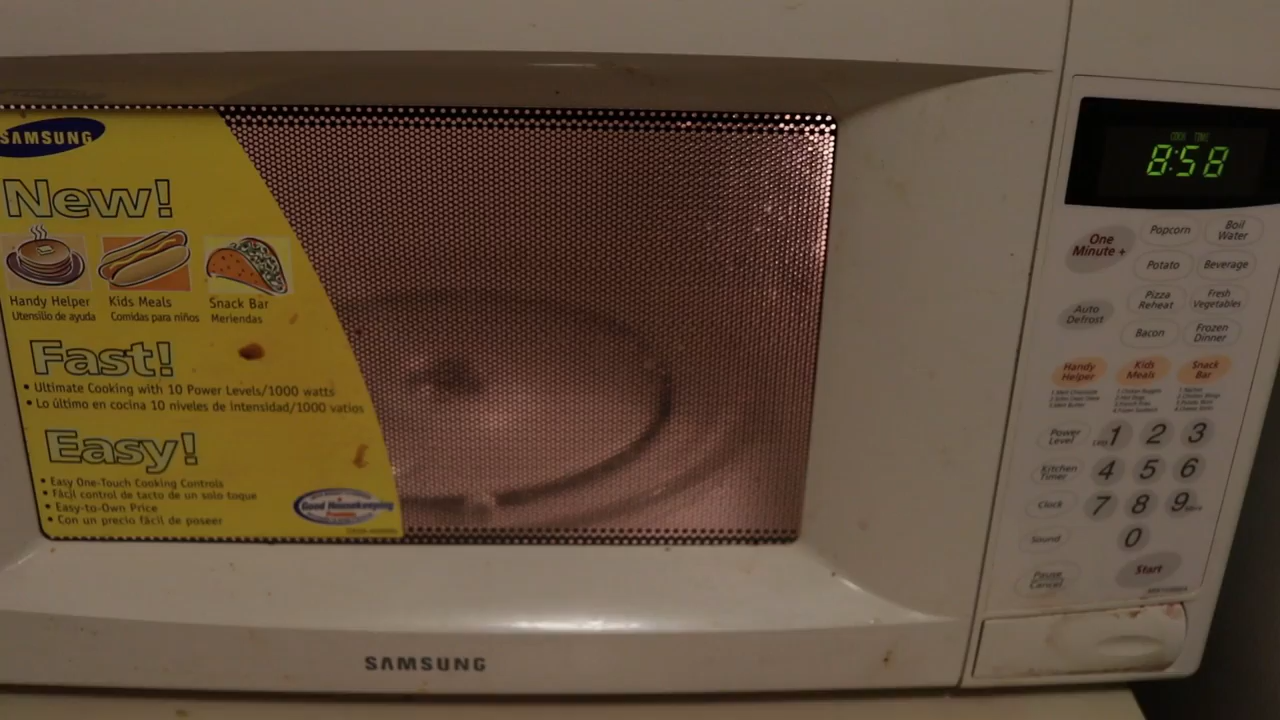 SAMSUNG
New!
Handy Helper
Utensilio de ayuda
Kids Meals
Comidas para niños
Snack Bar
Meriendas
Fast!
• Ultimate Cooking with 10 Power Levels/1000 watts
• Lo último en cocina 10 niveles de intensidad/1000 vatios
Easy!
• Easy One-Touch Cooking Controls
• Fácil control de tacto de un solo toque
• Easy-to-Own Price
• Con un precio fácil de poseer
Good Housekeeping
SAMSUNG
COOK TIME
8:58
One Minute +
Popcorn
Boil Water
Potato
Beverage
Auto Defrost
Pizza Reheat
Fresh Vegetables
Bacon
Frozen Dinner
Handy Helper
Kids Meals
Snack Bar
Power Level
1 2 3
Kitchen Timer
4 5 6
Clock
7 8 9
Sound
0
Pause Cancel
Start